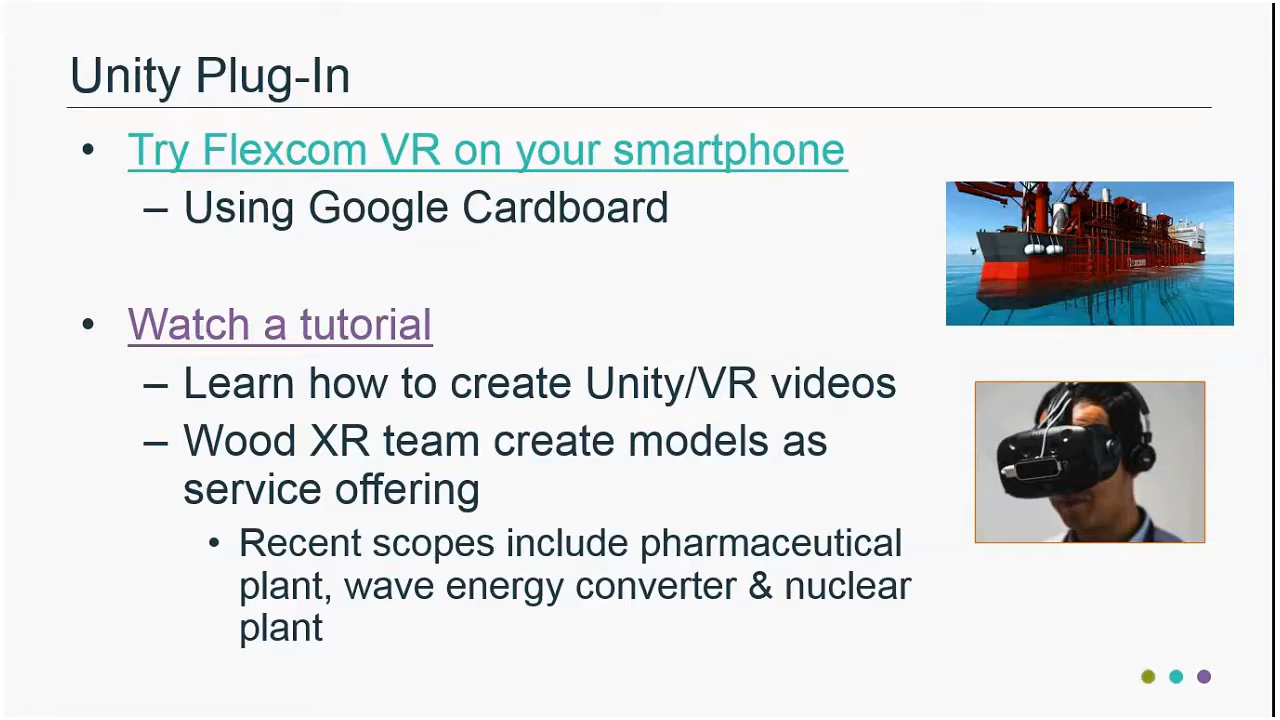 Unity Plug-In
• Try Flexcom VR on your smartphone
– Using Google Cardboard
• Watch a tutorial
– Learn how to create Unity/VR videos
– Wood XR team create models as
service offering
• Recent scopes include pharmaceutical
plant, wave energy converter & nuclear
plant